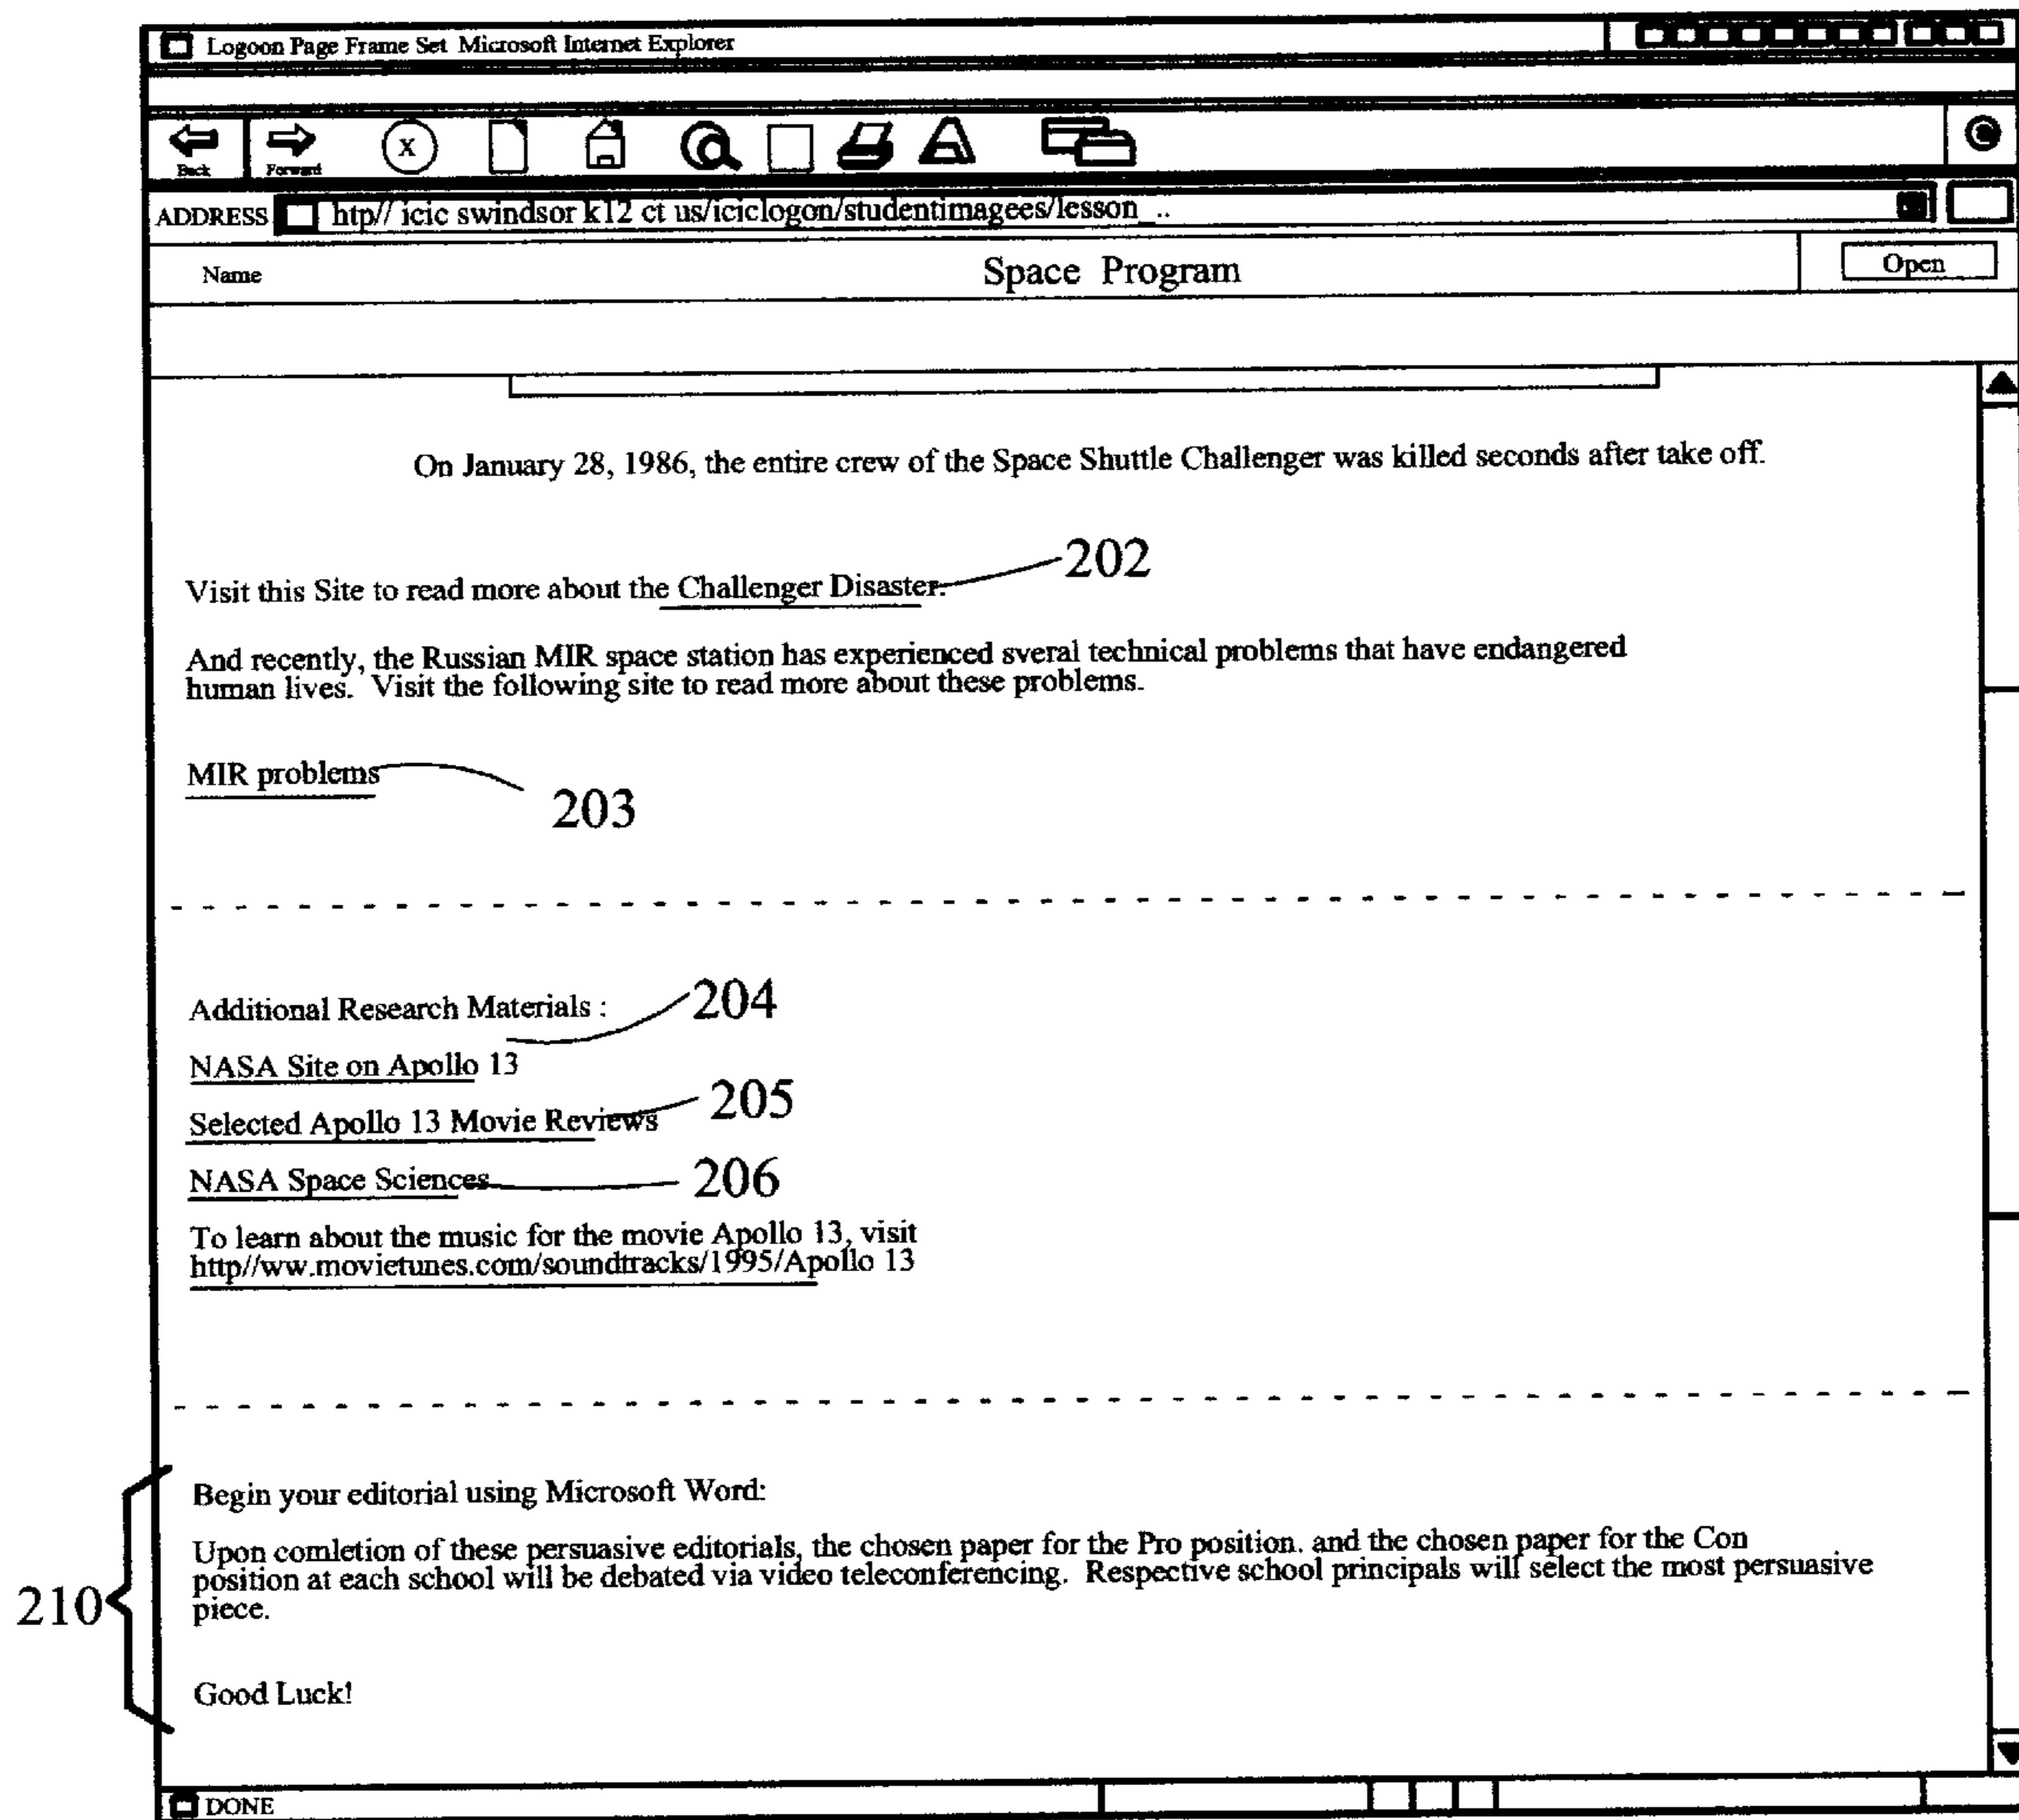 Logoon Page Frame Set Microsoft Internet Explorer
Back Forward X
ADDRESS htp// icic swindsor k12 ct us/iciclogon/studentimagees/lesson_..
Name Space Program Open
On January 28, 1986, the entire crew of the Space Shuttle Challenger was killed seconds after take off.
202
Visit this Site to read more about the Challenger Disaster.
And recently, the Russian MIR space station has experienced sveral technical problems that have endangered
human lives. Visit the following site to read more about these problems.
MIR problems
203
Additional Research Materials :
204
NASA Site on Apollo 13
205
Selected Apollo 13 Movie Reviews
NASA Space Sciences 206
To learn about the music for the movie Apollo 13, visit
http//ww.movietunes.com/soundtracks/1995/Apollo 13
Begin your editorial using Microsoft Word:
Upon comletion of these persuasive editorials, the chosen paper for the Pro position. and the chosen paper for the Con
position at each school will be debated via video teleconferencing. Respective school principals will select the most persuasive
piece.
210
Good Luck!
DONE